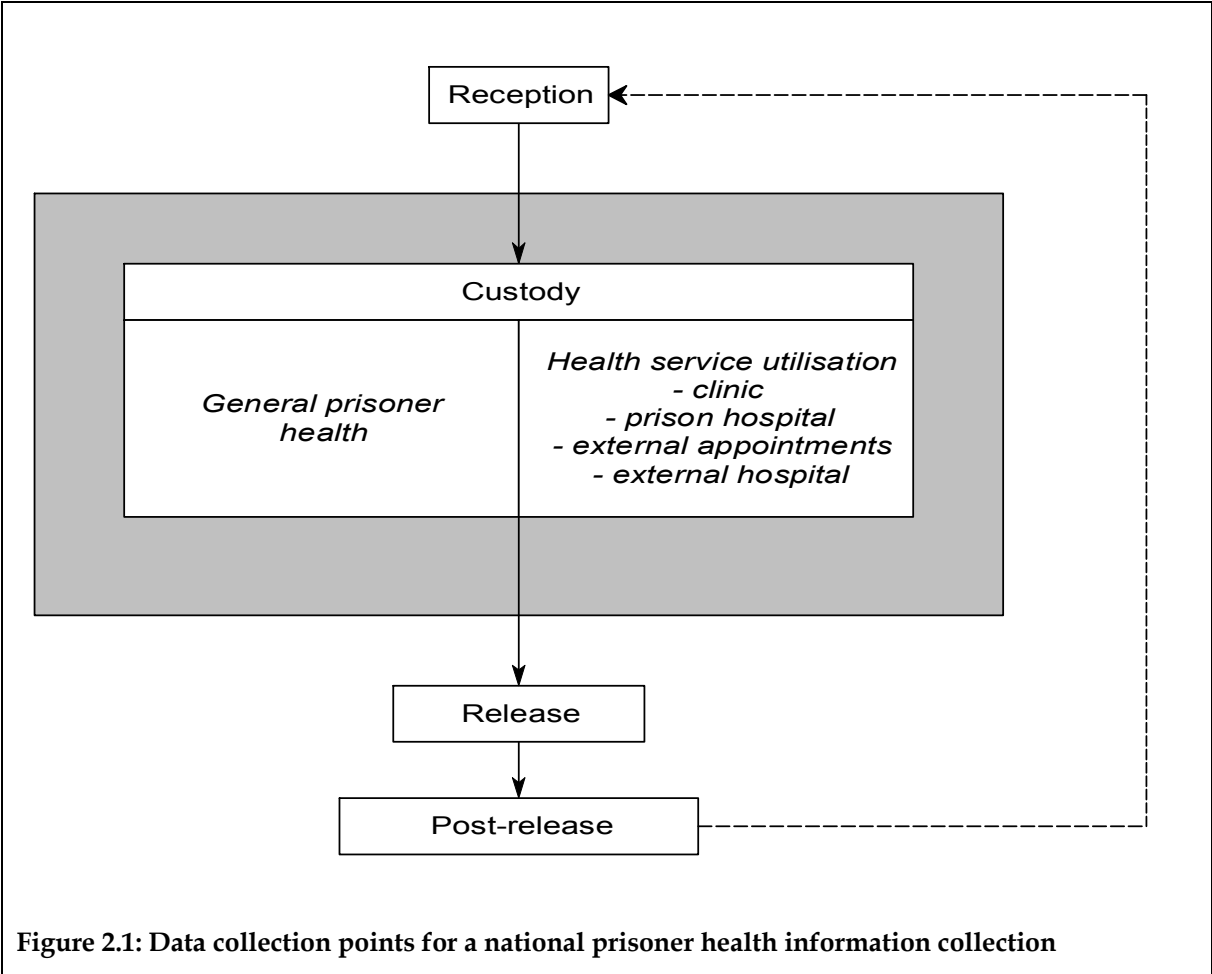 Reception
Custody
General prisoner
health
Health service utilisation
- clinic
- prison hospital
- external appointments
- external hospital
Release
Post-release
Figure 2.1: Data collection points for a national prisoner health information collection